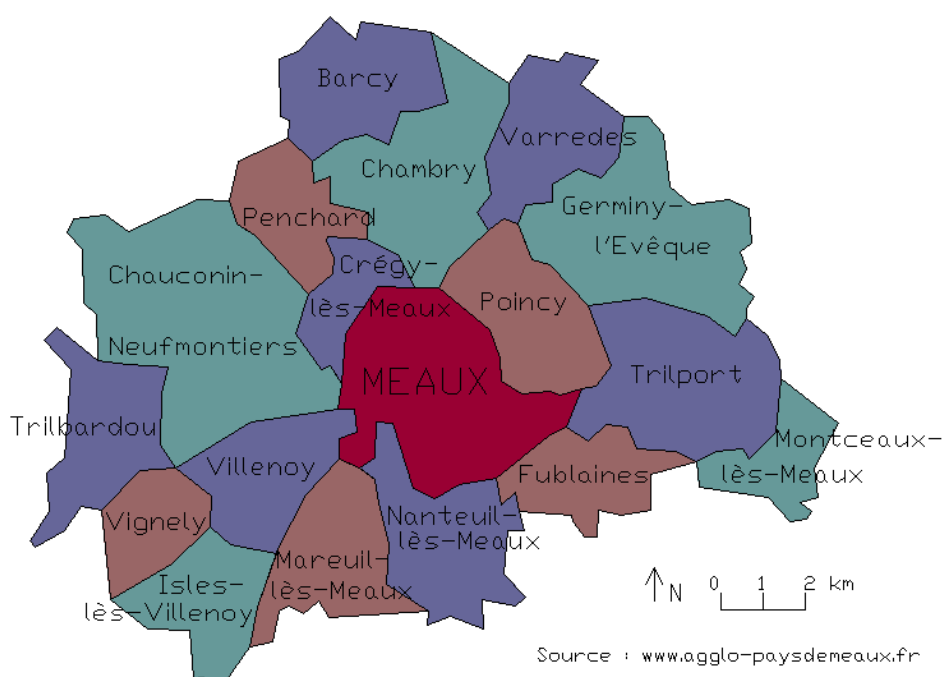 Barcy
Varredes
Chambry
Germiny-
l'Evêque
Penchard
Crégy-
lès-Meaux
Chauconin-
Neufmontiers
Poincy
MEAUX
Trilport
Trilbardou
Villenoy
Fublaines
Montceaux-
lès-Meaux
Vignely
Nanteuil-
lès-Meaux
Mareuil-
lès-Meaux
Isles-
lès-Villenoy
N
0 1 2 km
Source : www.agglo-paysdemeaux.fr